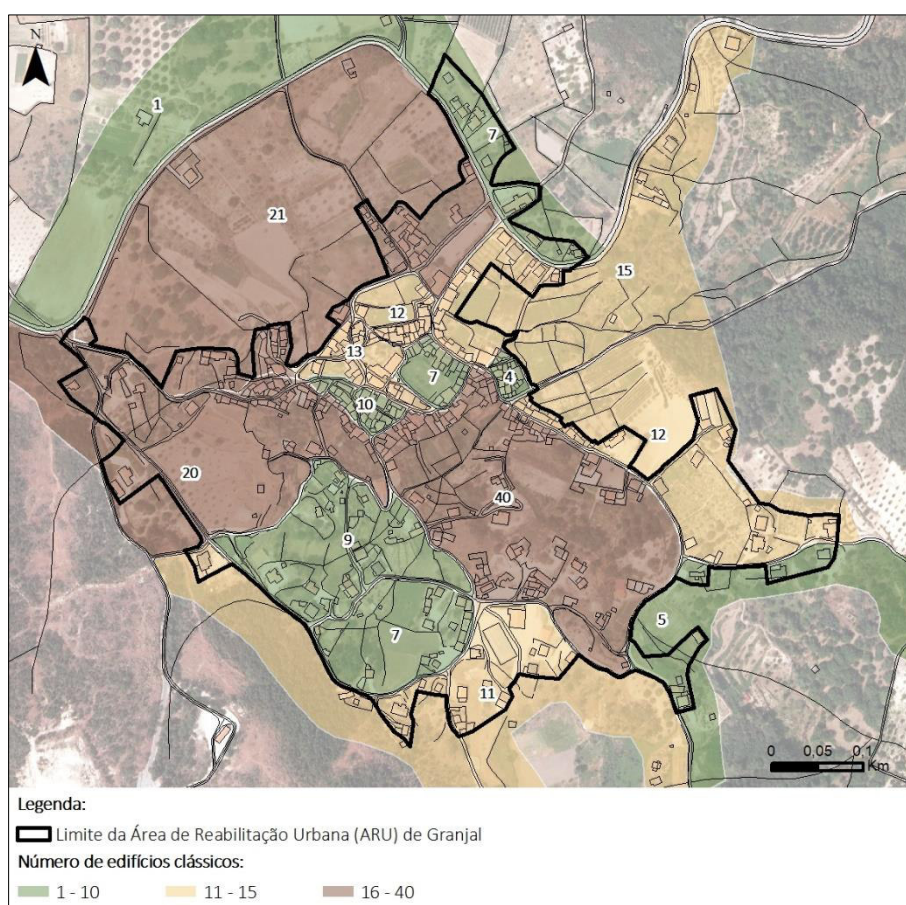 N
1
7
21
15
12
13
7
4
10
12
20
40
9
5
7
11
0 0,05 0,1
Km
Legenda:
Limite da Área de Reabilitação Urbana (ARU) de Granjal
Número de edifícios clássicos:
1 - 10 11 - 15 16 - 40